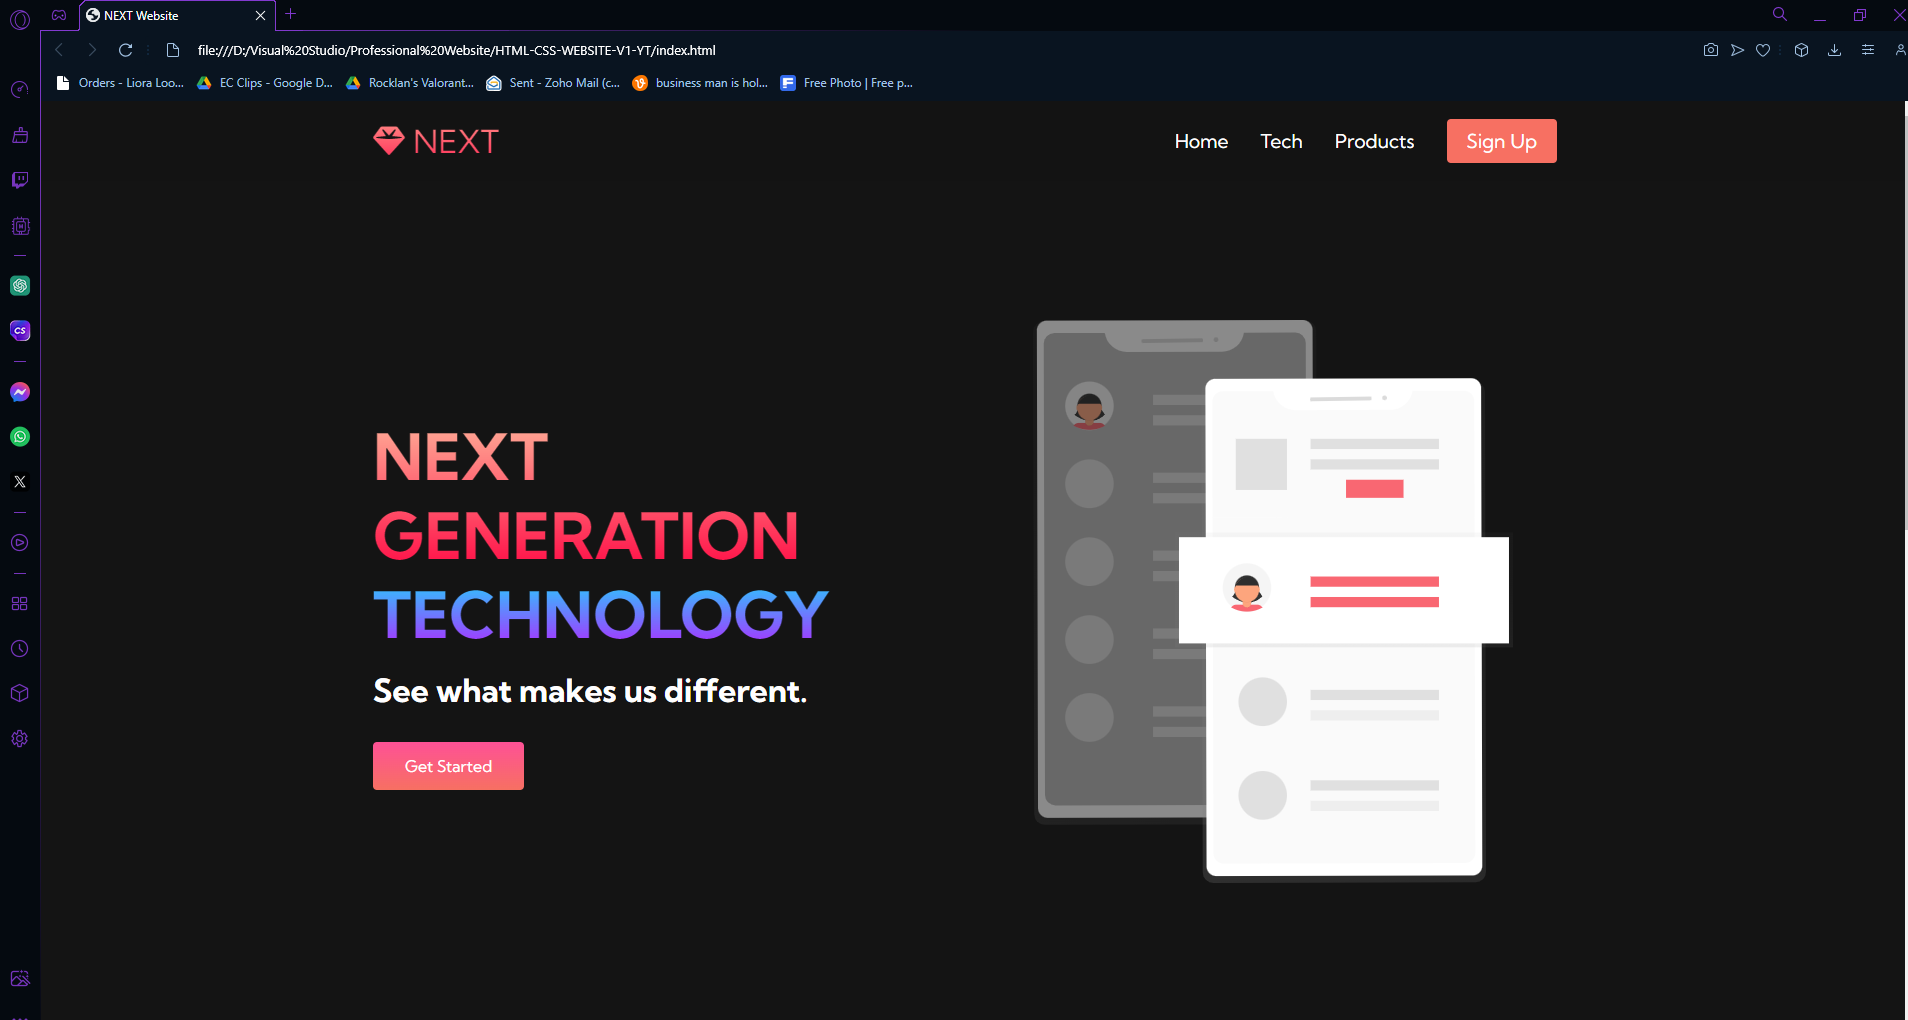 NEXT Website
file:///D:/Visual%20Studio/Professional%20Website/HTML-CSS-WEBSITE-V1-YT/index.html
Orders - Liora Loo... EC Clips - Google D... Rocklan's Valorant... Sent - Zoho Mail (c... business man is hol... Free Photo | Free p...
CS
NEXT
Home Tech Products Sign Up
NEXT
GENERATION
TECHNOLOGY
See what makes us different.
Get Started